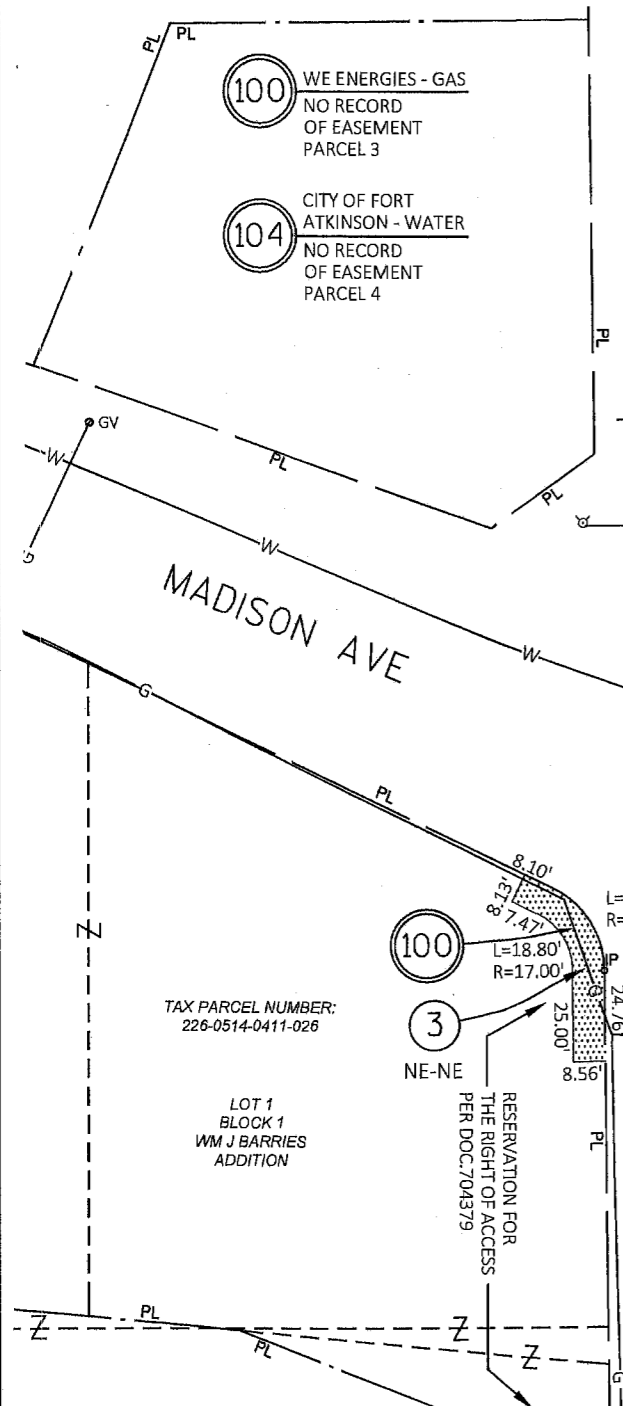 PL
PL
100
WE ENERGIES - GAS
NO RECORD
OF EASEMENT
PARCEL 3
104
CITY OF FORT
ATKINSON - WATER
NO RECORD
OF EASEMENT
PARCEL 4
PL
GV
PL
PL
W
G
W
MADISON AVE
W
G
PL
8.10'
8.13'
7.47'
L=
R=
100
L=18.80'
R=17.00'
IP
Z
G
24.76'
TAX PARCEL NUMBER:
226-0514-0411-026
3
25.00'
NE-NE
8.56'
LOT 1
BLOCK 1
WM J BARRIES
ADDITION
RESERVATION FOR
THE RIGHT OF ACCESS
PER DOC.704379
PL
PL
Z
Z
PL
Z
G